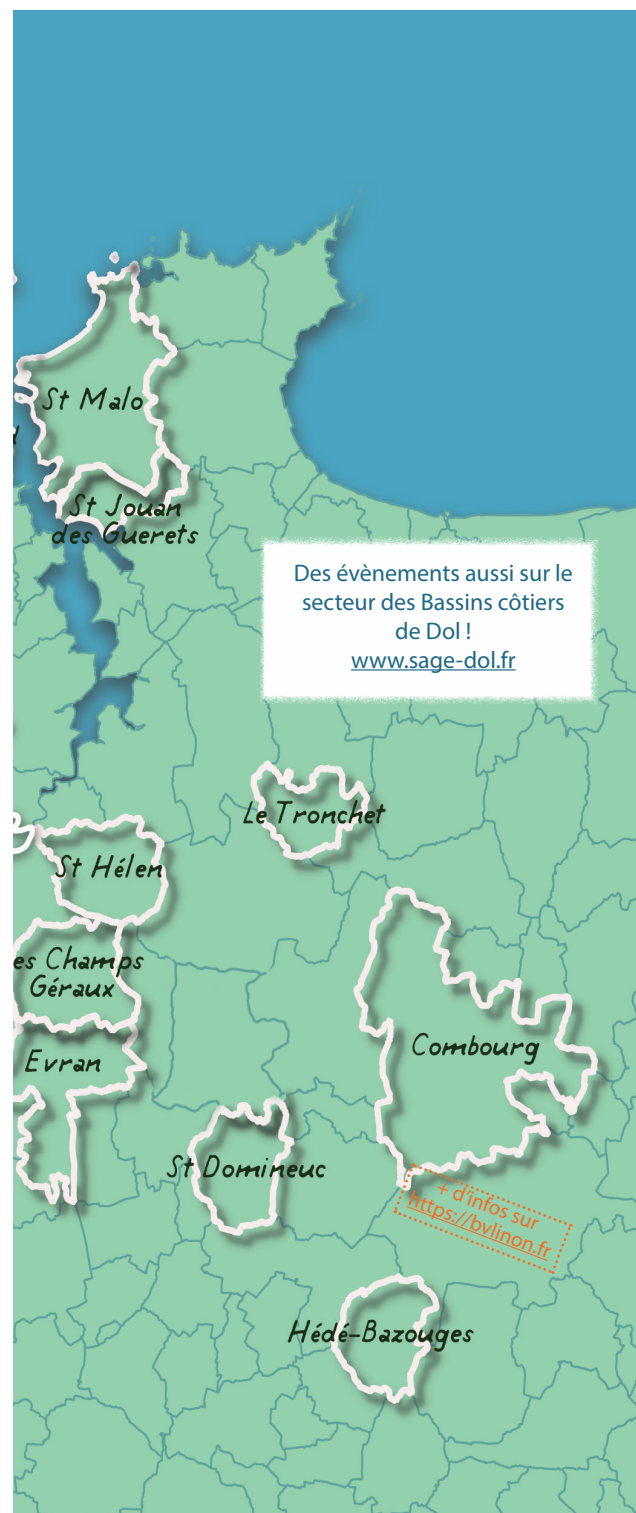 St Malo
d
St Jouan
des Guerets
Des évènements aussi sur le
secteur des Bassins côtiers
de Dol !
www.sage-dol.fr
Le Tronchet
St Hélen
es Champs
Géraux
Evran
Combourg
St Domineuc
+ d'infos sur
https://bvlinon.fr
Hédé-Bazouges